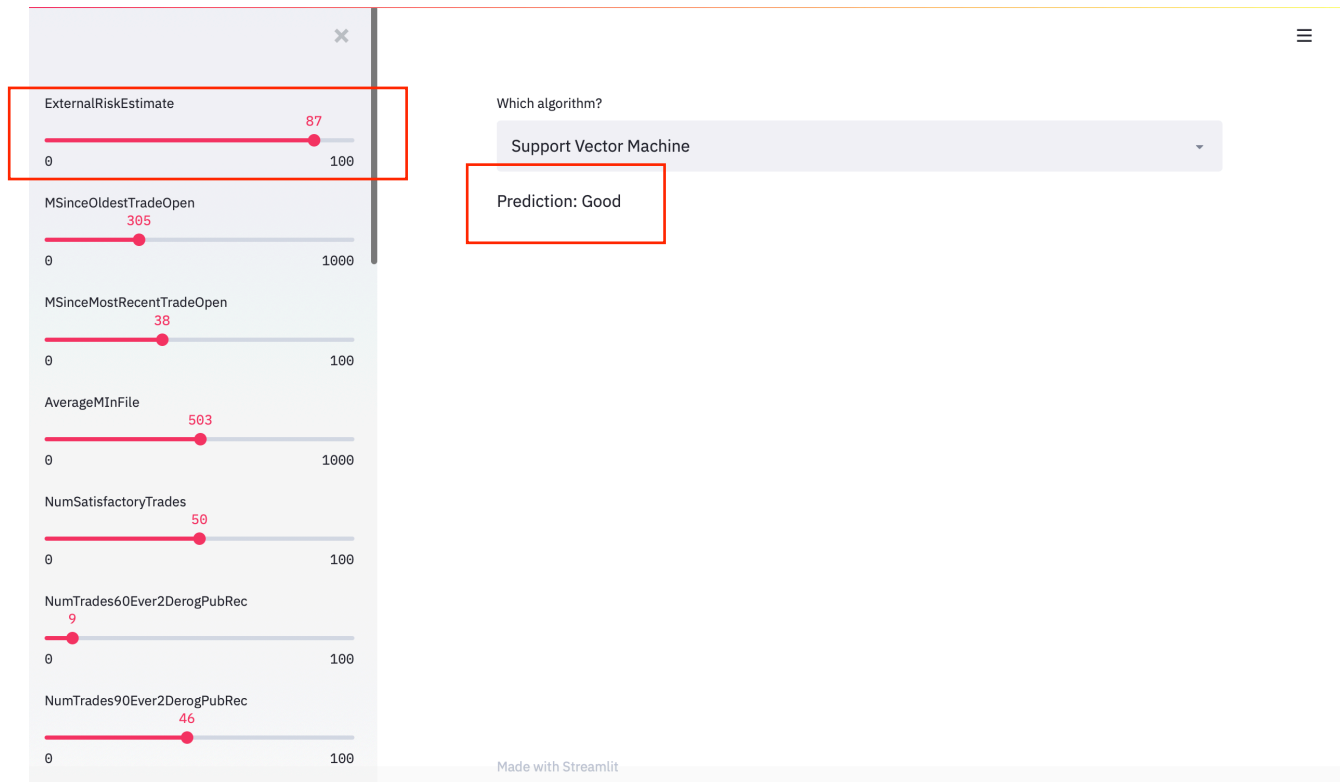 ExternalRiskEstimate
87
0 100
MSinceOldestTradeOpen
305
0 1000
MSinceMostRecentTradeOpen
38
0 100
AverageMInFile
503
0 1000
NumSatisfactoryTrades
50
0 100
NumTrades60Ever2DerogPubRec
9
0 100
NumTrades90Ever2DerogPubRec
46
0 100
Which algorithm?
Support Vector Machine
Prediction: Good
Made with Streamlit